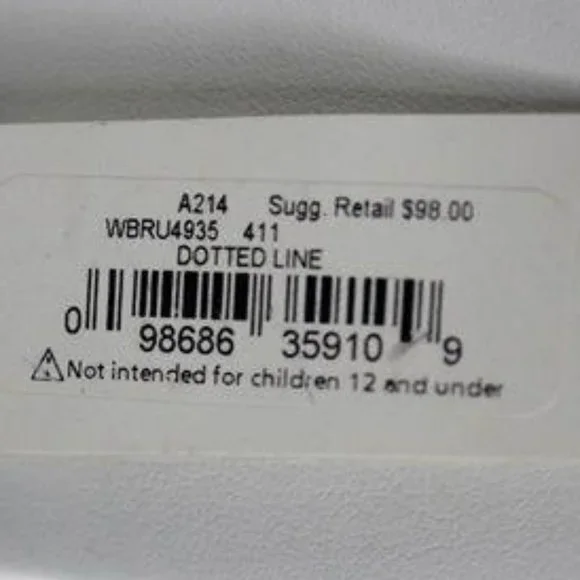 A214 Sugg. Retail $98.00
WBRU4935 411
DOTTED LINE
0 98686 35910 9
Not intended for children 12 and under